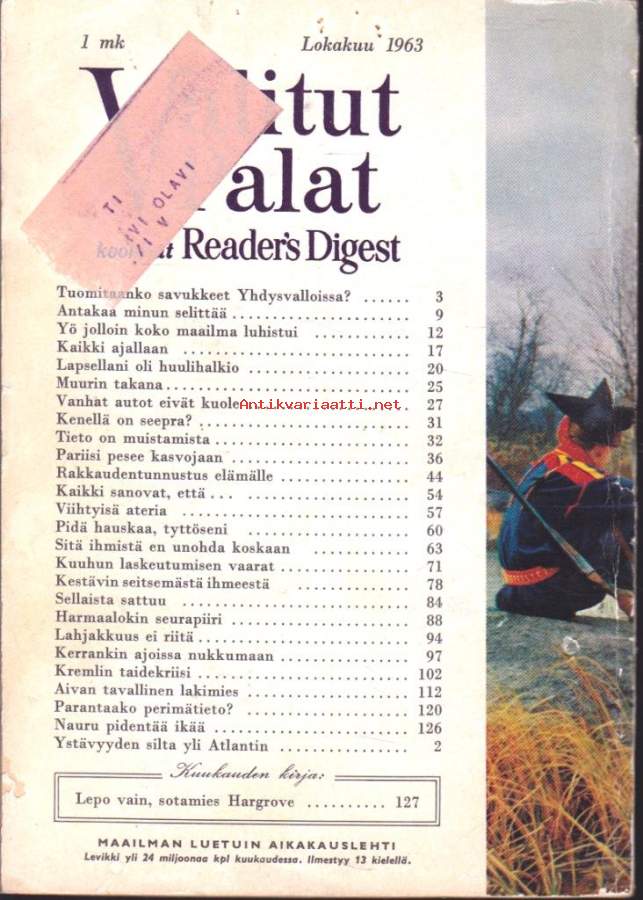 1 mk Lokakuu 1963
litut
alat
Reader's Digest
TI
OLAVI
V
Tuomitaanko savukkeet Yhdysvalloissa? ...... 3
Antakaa minun selittää .................... 9
Yö jolloin koko maailma luhistui ............ 12
Kaikki ajallaan .......................... 17
Lapsellani oli huulihalkio .................. 20
Muurin takana ............................ 25
Vanhat autot eivät kuole 27
Antikvariaatti.net
Kenellä on seepra? ........................ 31
Tieto on muistamista ...................... 32
Pariisi pesee kasvojaan .................... 36
Rakkaudentunnustus elämälle .............. 44
Kaikki sanovat, että ... .................... 54
Viihtyisä ateria .......................... 57
Pidä hauskaa, tyttöseni .................... 60
Sitä ihmistä en unohda koskaan ............ 63
Kuuhun laskeutumisen vaarat .............. 71
Kestävin seitsemästä ihmeestä .............. 78
Sellaista sattuu .......................... 84
Harmaalokin seurapiiri .................... 88
Lahjakkuus ei riitä ........................ 94
Kerrankin ajoissa nukkumaan .............. 97
Kremlin taidekriisi ........................ 102
Aivan tavallinen lakimies .................. 112
Parantaako perimätieto? .................. 120
Nauru pidentää ikää ...................... 126
Ystävyyden silta yli Atlantin .............. 2
Kuukauden kirja:
Lepo vain, sotamies Hargrove .......... 127
MAAILMAN LUETUIN AIKAKAUSLEHTI
Levikki yli 24 miljoonaa kpl kuukaudessa. Ilmestyy 13 kielellä.